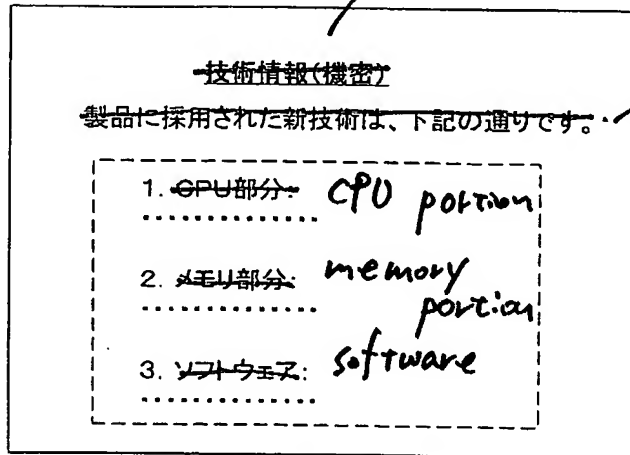 技術情報(機密)
製品に採用された新技術は、下記の通りです。
1. CPU部分: CPU portion
..............
2. メモリ部分: memory portion
..............
3. ソフトウェア: software
..............